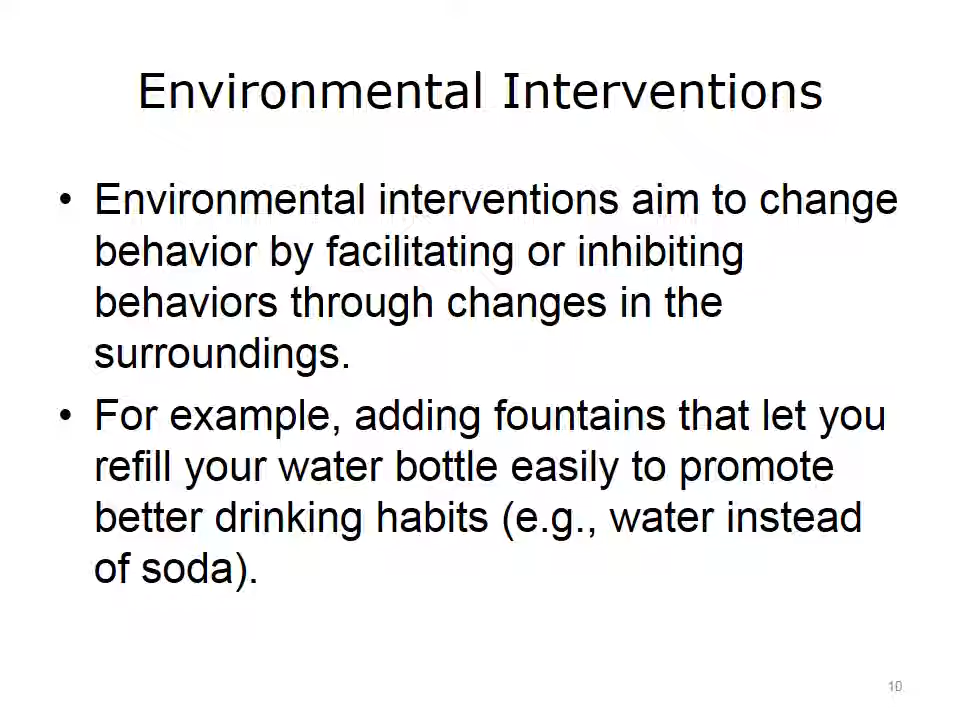 Environmental Interventions
• Environmental interventions aim to change
behavior by facilitating or inhibiting
behaviors through changes in the
surroundings.
• For example, adding fountains that let you
refill your water bottle easily to promote
better drinking habits (e.g., water instead
of soda).
10